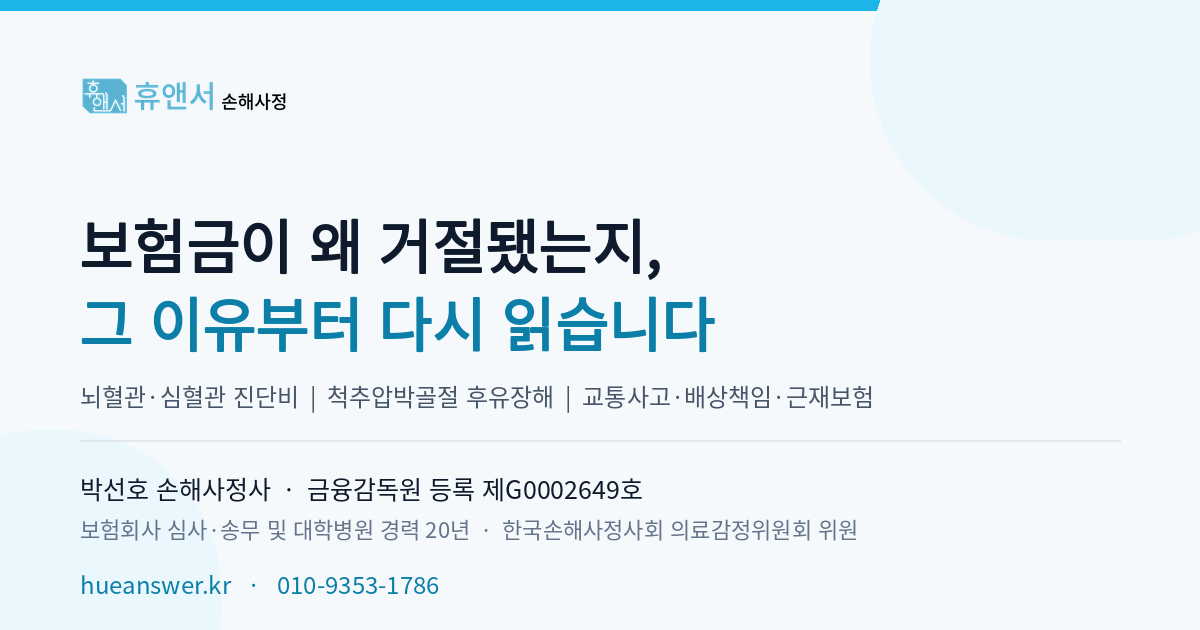 휴앤서 휴앤서 손해사정
보험금이 왜 거절됐는지,
그 이유부터 다시 읽습니다
뇌혈관·심혈관 진단비 | 척추압박골절 후유장해 | 교통사고·배상책임·근재보험
박선호 손해사정사 · 금융감독원 등록 제G0002649호
보험회사 심사·송무 및 대학병원 경력 20년 · 한국손해사정사회 의료감정위원회 위원
hueanswer.kr · 010-9353-1786